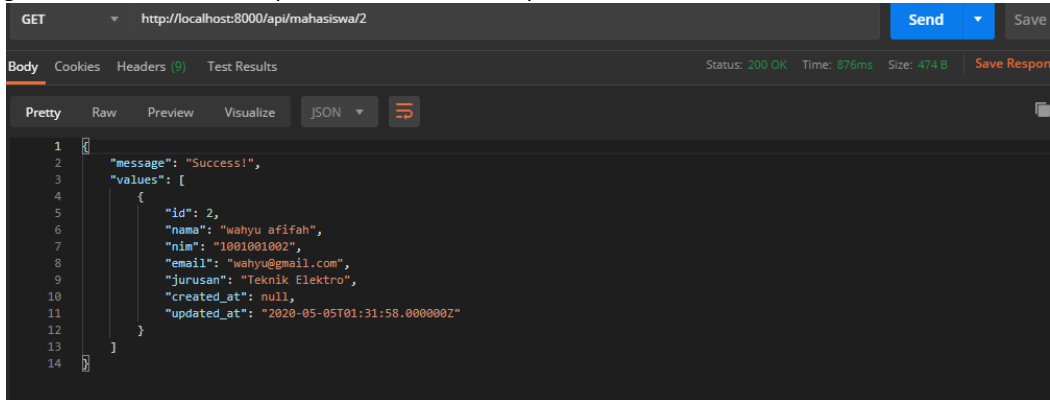 GET http://localhost:8000/api/mahasiswa/2 Send Save
Body Cookies Headers (9) Test Results Status: 200 OK Time: 876ms Size: 474 B Save Respon
Pretty Raw Preview Visualize JSON
1 {
2 "message": "Success!",
3 "values": [
4 {
5 "id": 2,
6 "nama": "wahyu afifah",
7 "nim": "1001001002",
8 "email": "wahyu@gmail.com",
9 "jurusan": "Teknik Elektro",
10 "created_at": null,
11 "updated_at": "2020-05-05T01:31:58.000000Z"
12 }
13 ]
14 }